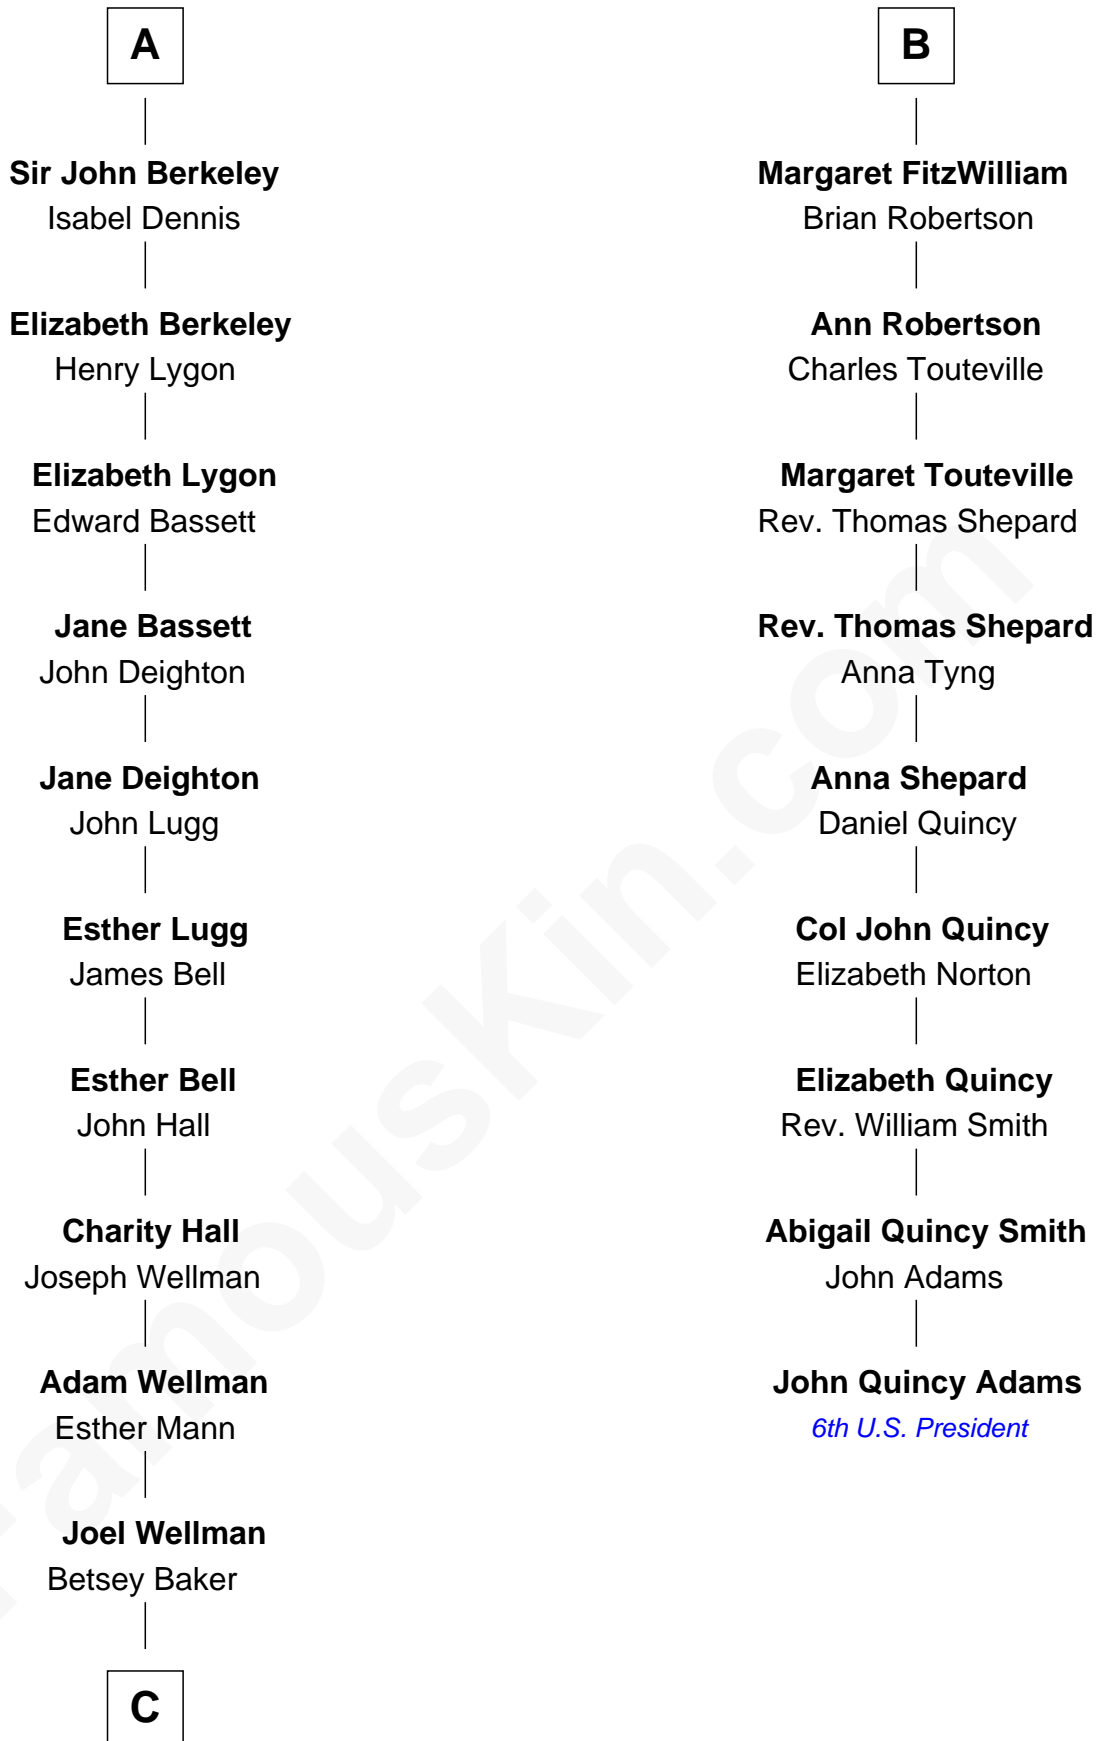 A
Sir John Berkeley
Isabel Dennis
Elizabeth Berkeley
Henry Lygon
Elizabeth Lygon
Edward Bassett
Jane Bassett
John Deighton
Jane Deighton
John Lugg
Esther Lugg
James Bell
Esther Bell
John Hall
Charity Hall
Joseph Wellman
Adam Wellman
Esther Mann
Joel Wellman
Betsey Baker
C
B
Margaret FitzWilliam
Brian Robertson
Ann Robertson
Charles Touteville
Margaret Touteville
Rev. Thomas Shepard
Rev. Thomas Shepard
Anna Tyng
Anna Shepard
Daniel Quincy
Col John Quincy
Elizabeth Norton
Elizabeth Quincy
Rev. William Smith
Abigail Quincy Smith
John Adams
John Quincy Adams
6th U.S. President
FamousKin.com